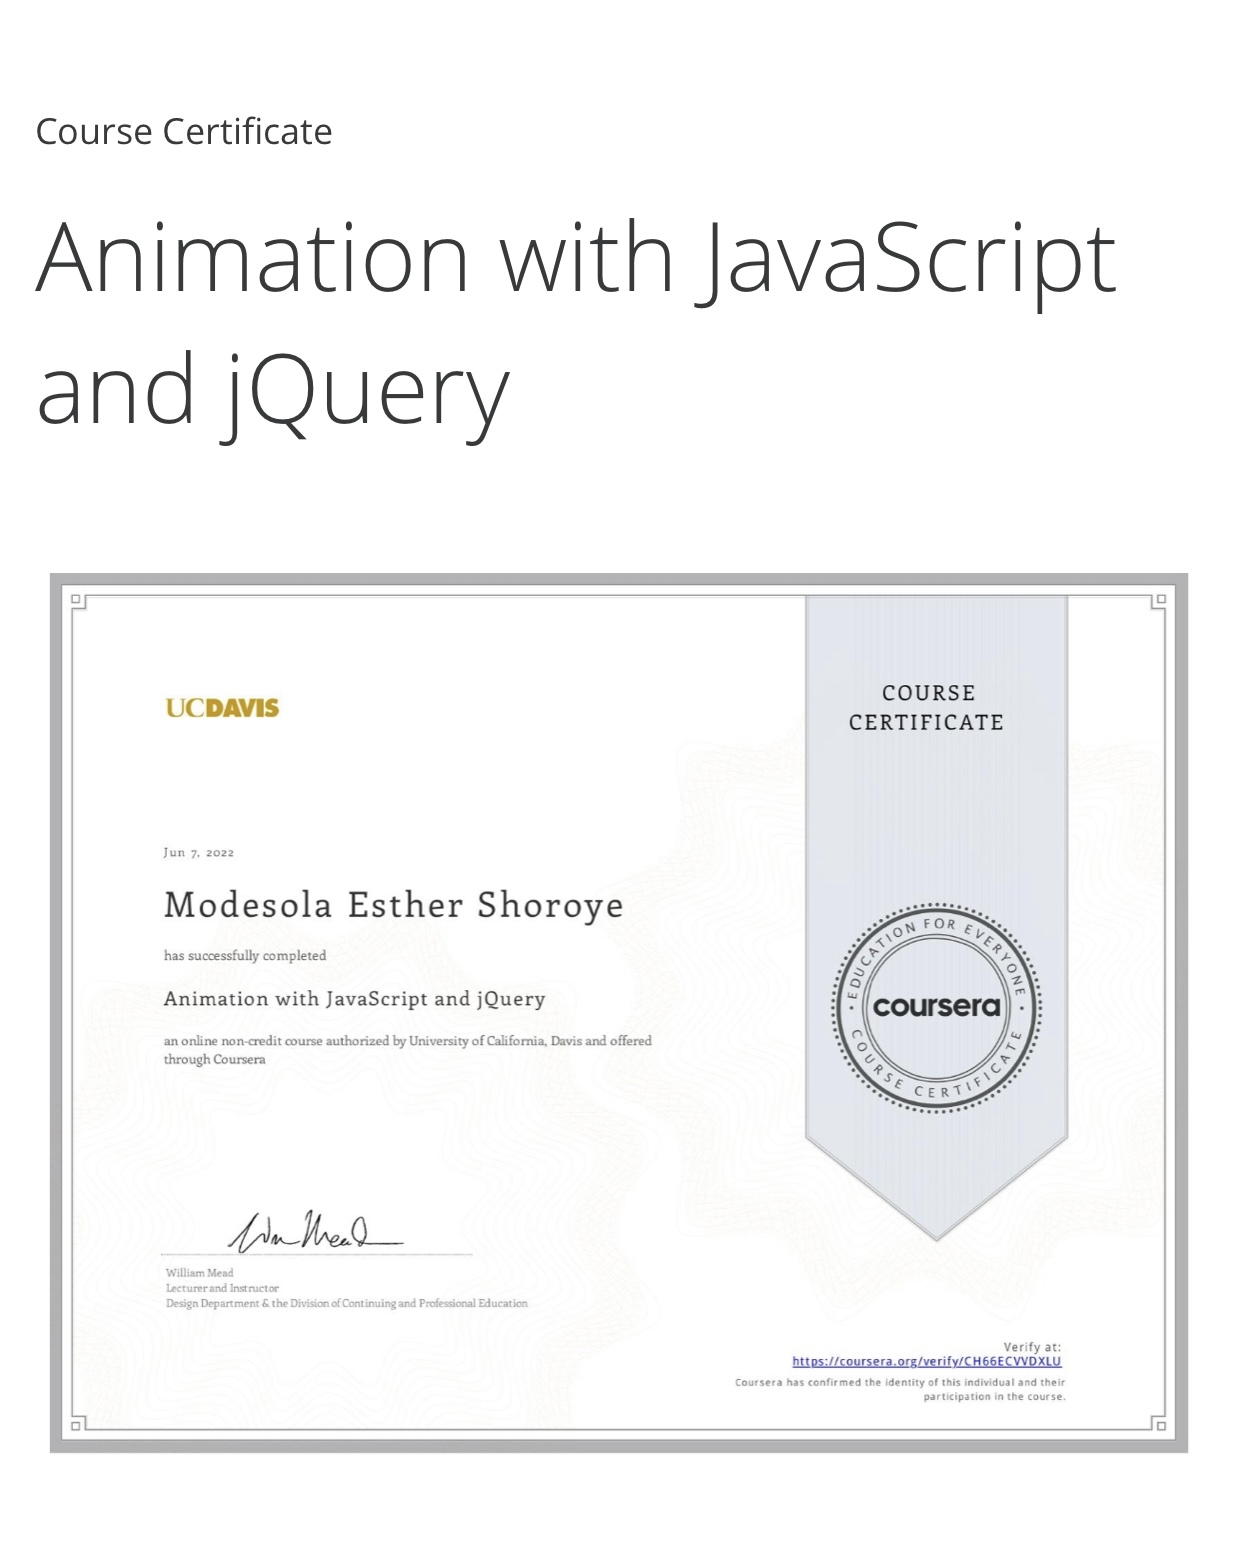 Course Certificate
Animation with JavaScript
and jQuery
UCDAVIS
COURSE
CERTIFICATE
Jun 7, 2022
Modesola Esther Shoroye
has successfully completed
Animation with JavaScript and jQuery
an online non-credit course authorized by University of California, Davis and offered
through Coursera
EDUCATION FOR EVERYONE
coursera
COURSE CERTIFICATE
William Mead
Lecturer and Instructor
Design Department & the Division of Continuing and Professional Education
Verify at:
https://coursera.org/verify/CH66ECVVDXLU
Coursera has confirmed the identity of this individual and their
participation in the course.